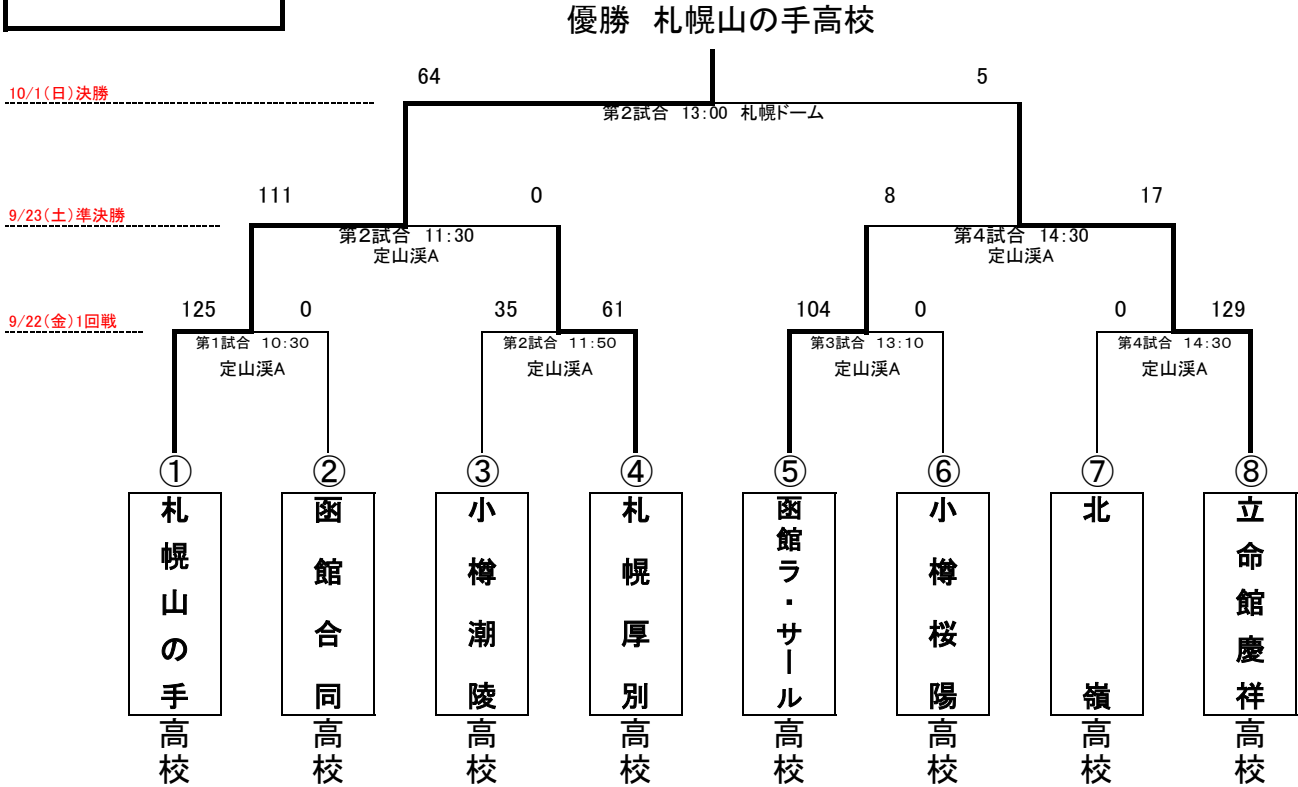 優勝 札幌山の手高校
64 5
10/1(日)決勝
第2試合 13:00 札幌ドーム
111 0 8 17
9/23(土)準決勝
第2試合 11:30 第4試合 14:30
定山渓A 定山渓A
125 0 35 61 104 0 0 129
9/22(金)1回戦
第1試合 10:30 第2試合 11:50 第3試合 13:10 第4試合 14:30
定山渓A 定山渓A 定山渓A 定山渓A
① ② ③ ④ ⑤ ⑥ ⑦ ⑧
札幌山の手高校
函館合同高校
小樽潮陵高校
札幌厚別高校
函館ラ・サール高校
小樽桜陽高校
北嶺高校
立命館慶祥高校